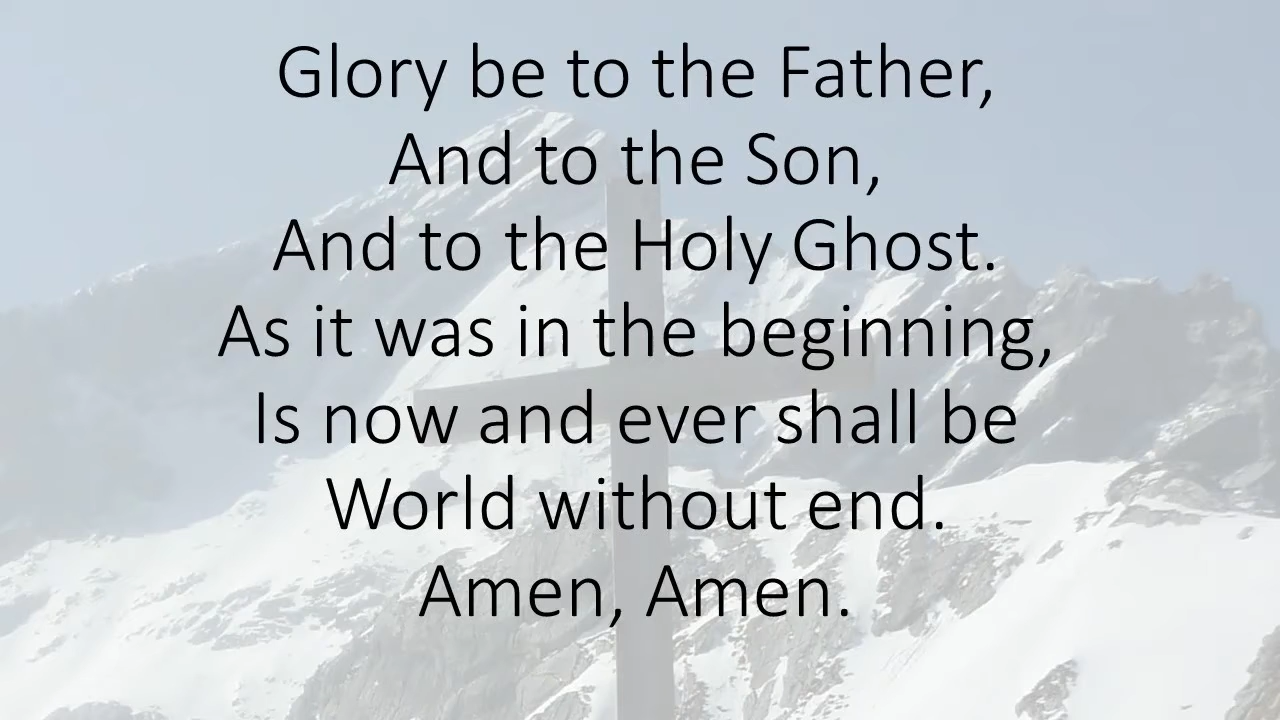 Glory be to the Father,
And to the Son,
And to the Holy Ghost.
As it was in the beginning,
Is now and ever shall be
World without end.
Amen, Amen.